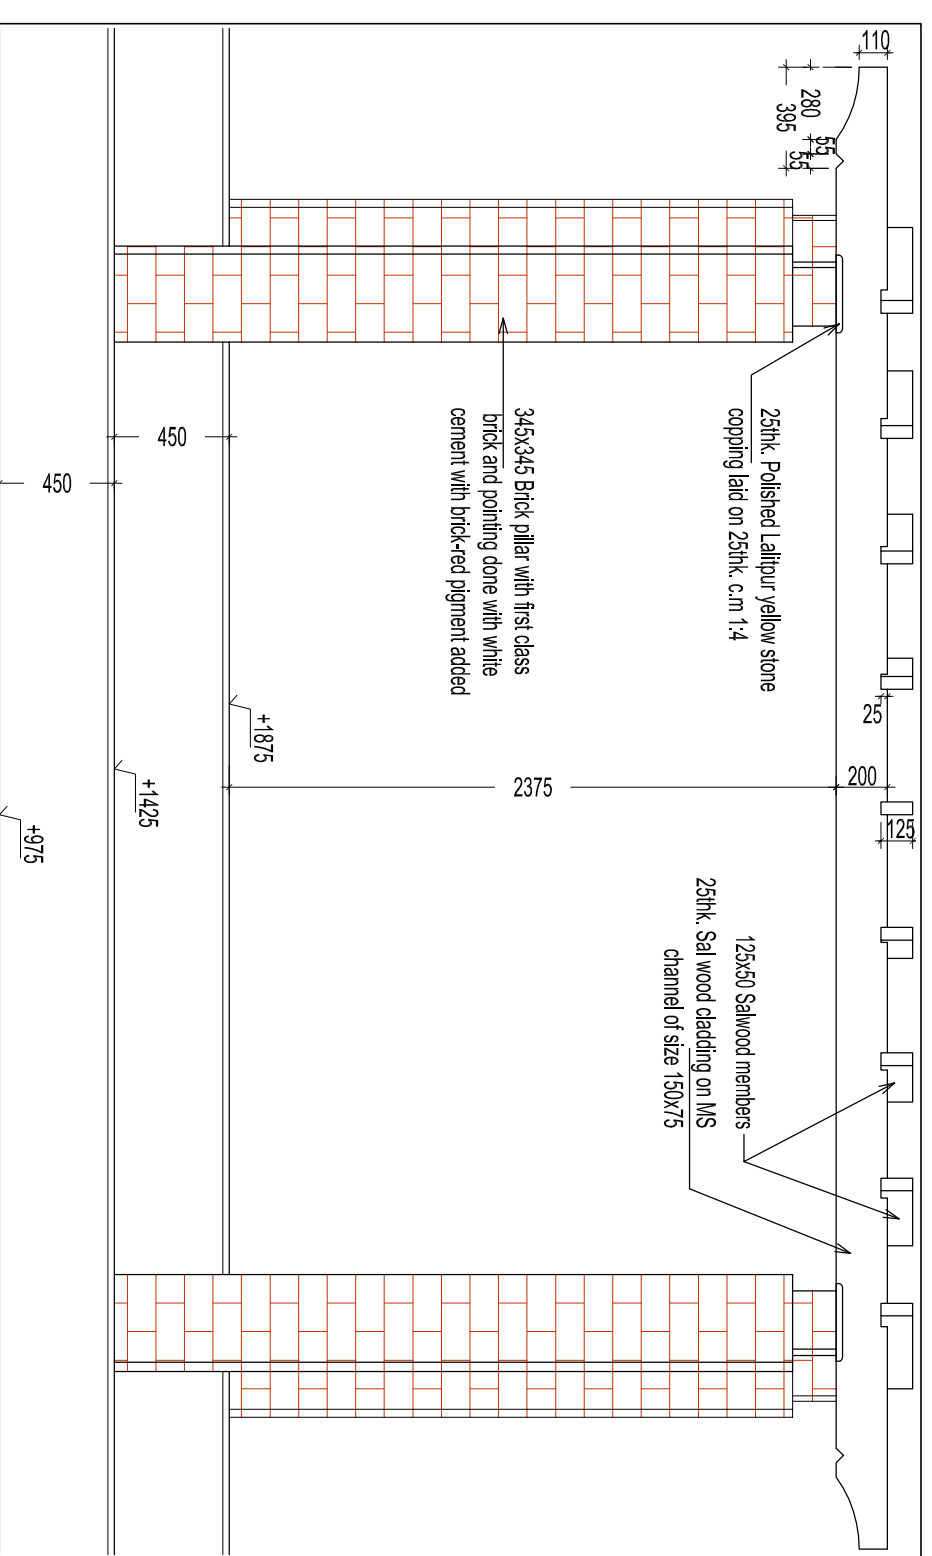 110
280
395
55
55
25thk. Polished Lalitpur yellow stone
copping laid on 25thk. c.m 1:4
345x345 Brick pillar with first class
brick and pointing done with white
cement with brick-red pigment added
450
450
25
200
125
2375
+1875
+1425
+975
125x50 Salwood members
25thk. Sal wood cladding on MS
channel of size 150x75